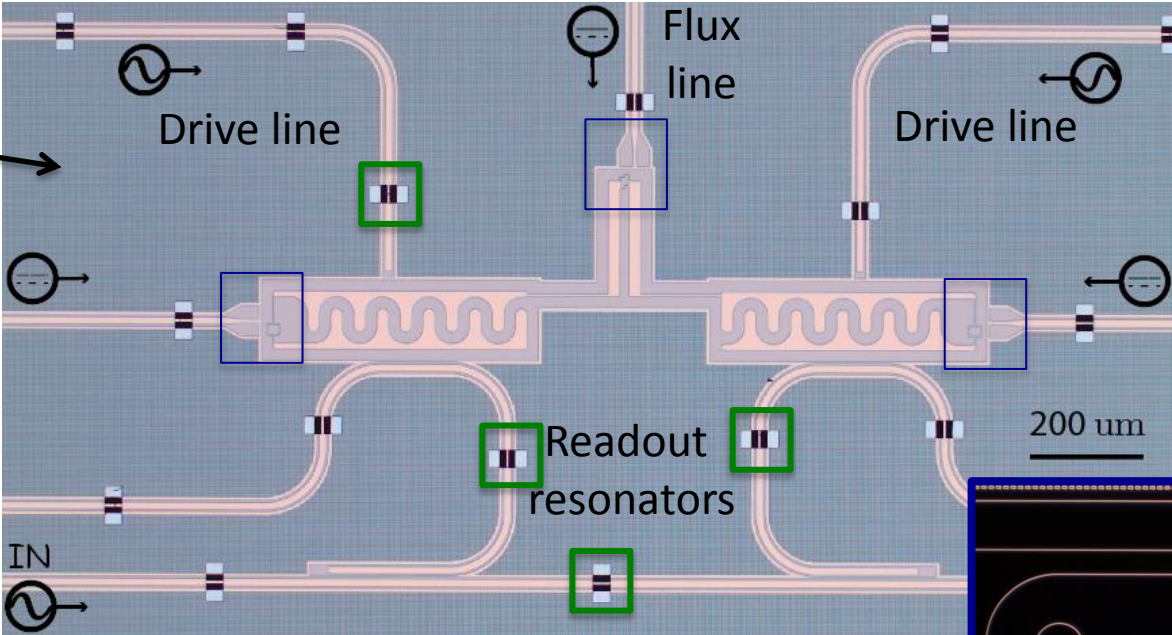 Flux
line
Drive line
Drive line
Readout
resonators
200 um
IN